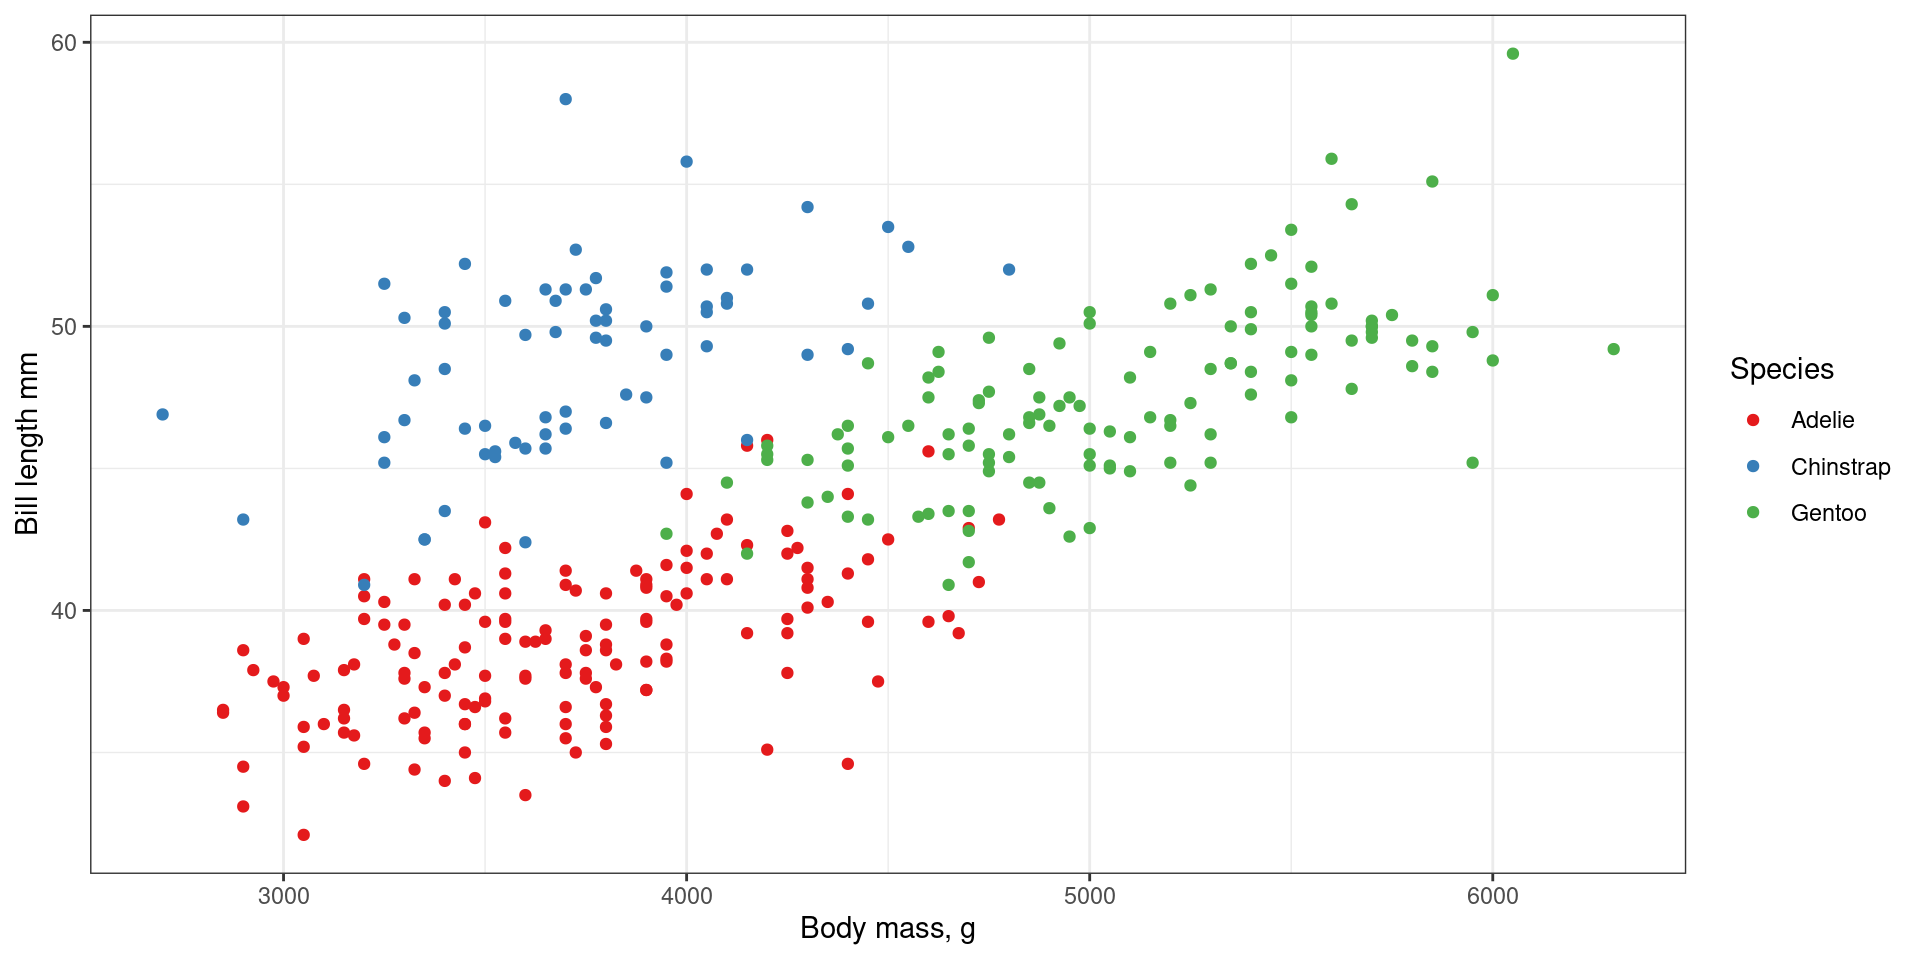 60
50
40
Bill length mm
3000
4000
5000
6000
Body mass, g
Species
Adelie
Chinstrap
Gentoo